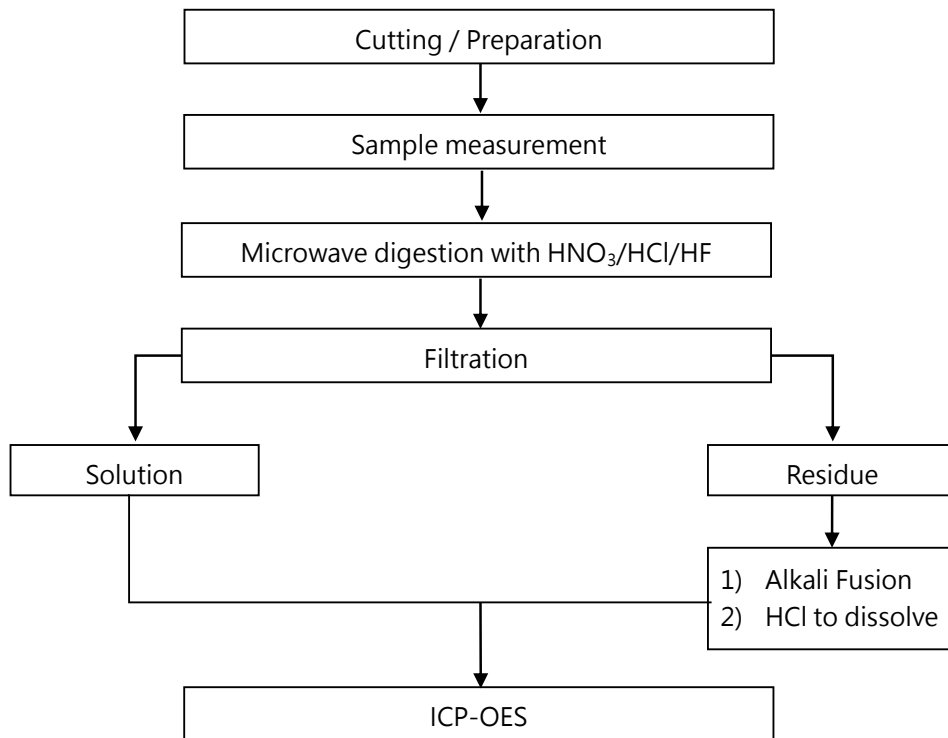 Cutting / Preparation
Sample measurement
Microwave digestion with HNO₃/HCl/HF
Filtration
Solution
Residue
1) Alkali Fusion
2) HCl to dissolve
ICP-OES